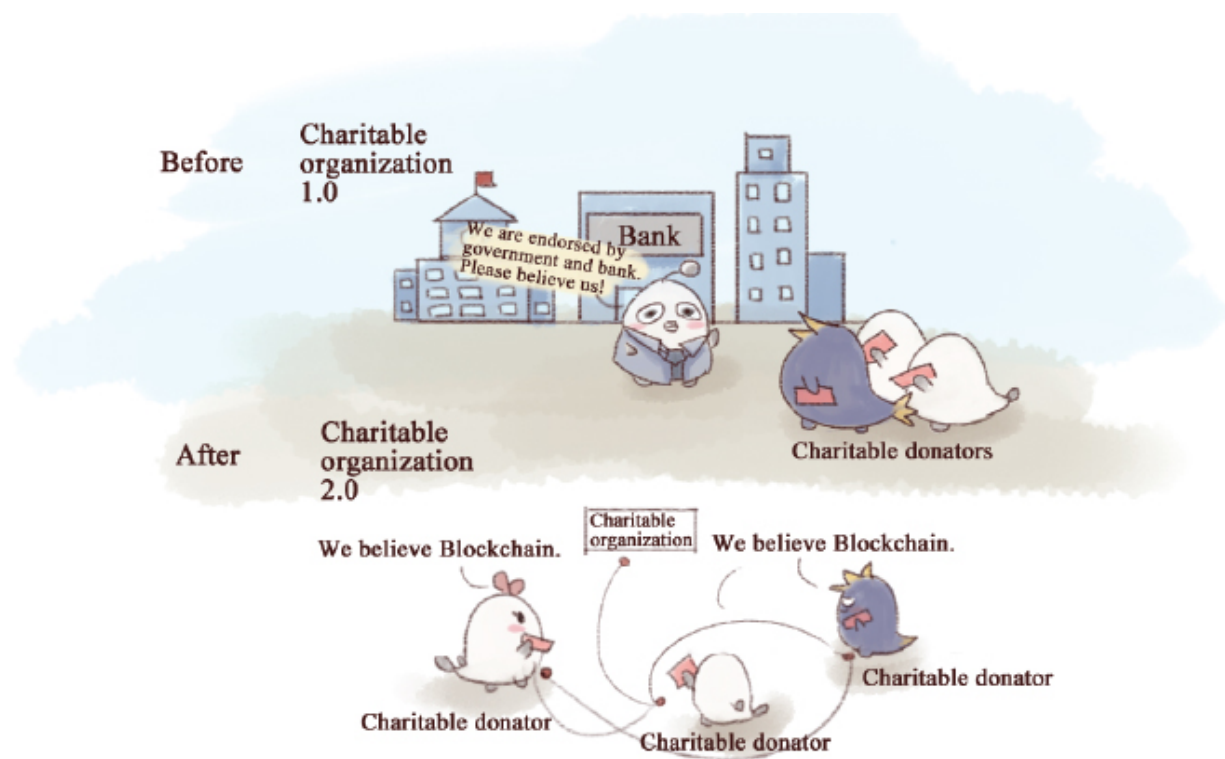 Before
Charitable
organization
1.0
We are endorsed by
government and bank.
Please believe us!
Bank
Charitable donators
After
Charitable
organization
2.0
We believe Blockchain.
Charitable
organization
We believe Blockchain.
Charitable donator
Charitable donator
Charitable donator